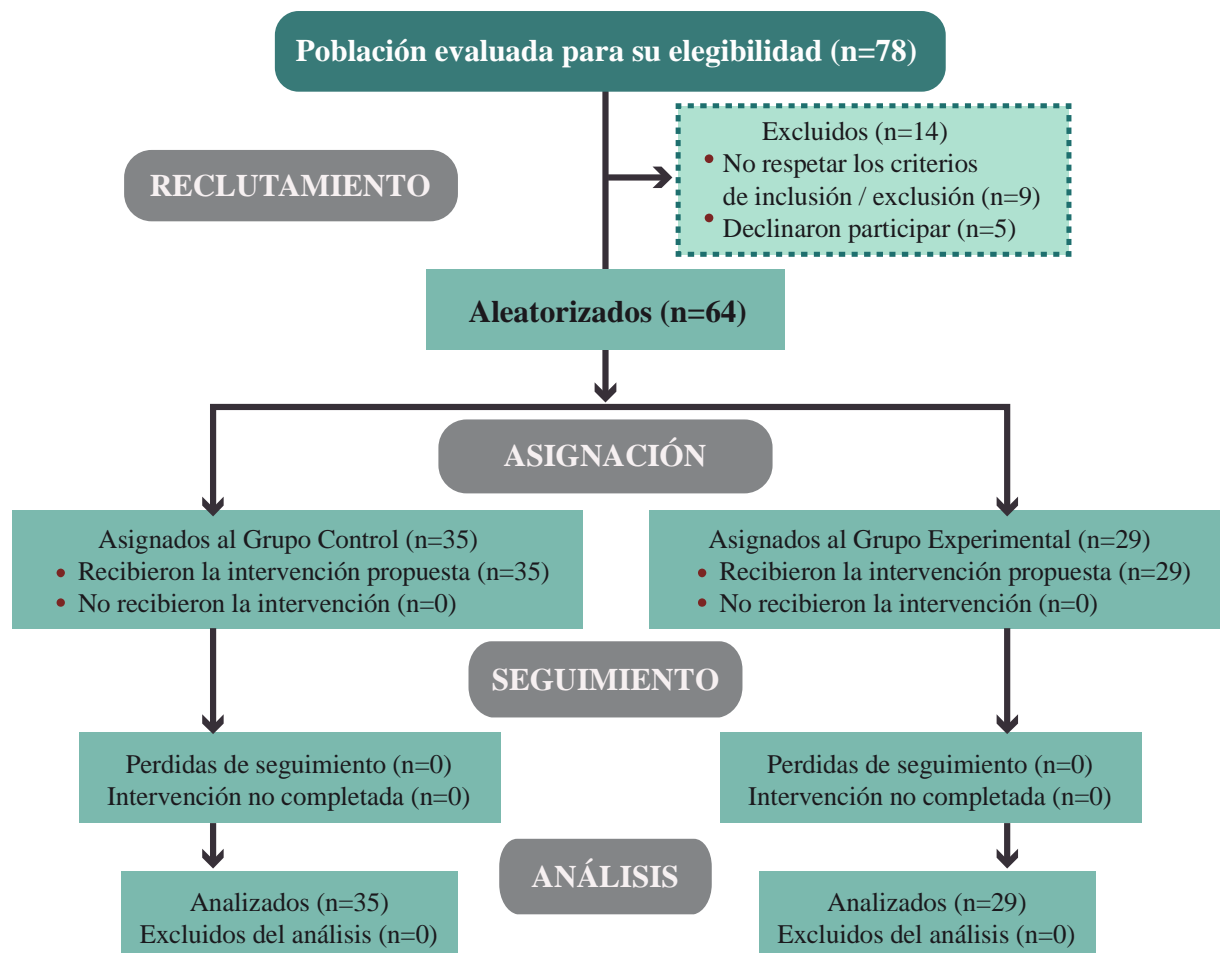 Población evaluada para su elegibilidad (n=78)
Excluidos (n=14)
• No respetar los criterios
de inclusión / exclusión (n=9)
• Declinaron participar (n=5)
RECLUTAMIENTO
Aleatorizados (n=64)
ASIGNACIÓN
Asignados al Grupo Control (n=35)
• Recibieron la intervención propuesta (n=35)
• No recibieron la intervención (n=0)
Asignados al Grupo Experimental (n=29)
• Recibieron la intervención propuesta (n=29)
• No recibieron la intervención (n=0)
SEGUIMIENTO
Perdidas de seguimiento (n=0)
Intervención no completada (n=0)
Perdidas de seguimiento (n=0)
Intervención no completada (n=0)
ANÁLISIS
Analizados (n=35)
Excluidos del análisis (n=0)
Analizados (n=29)
Excluidos del análisis (n=0)